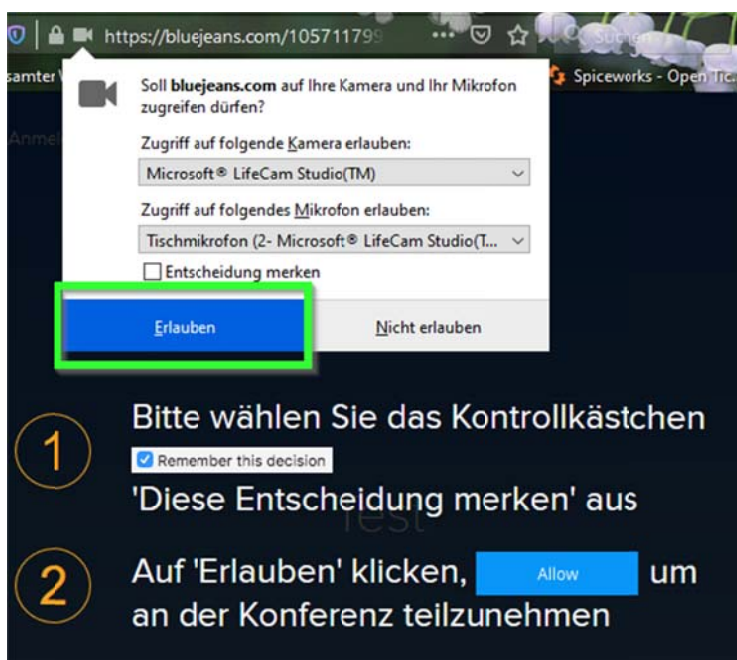 https://bluejeans.com/105711799 ... Suchen
samter Spiceworks - Open Tic.
Anmel
Soll bluejeans.com auf Ihre Kamera und Ihr Mikrofon
zugreifen dürfen?
Zugriff auf folgende Kamera erlauben:
Microsoft® LifeCam Studio(TM)
Zugriff auf folgendes Mikrofon erlauben:
Tischmikrofon (2- Microsoft® LifeCam Studio(T...
Entscheidung merken
Erlauben Nicht erlauben
1 Bitte wählen Sie das Kontrollkästchen
Remember this decision
'Diese Entscheidung merken' aus
Test
2 Auf 'Erlauben' klicken, Allow um
an der Konferenz teilzunehmen